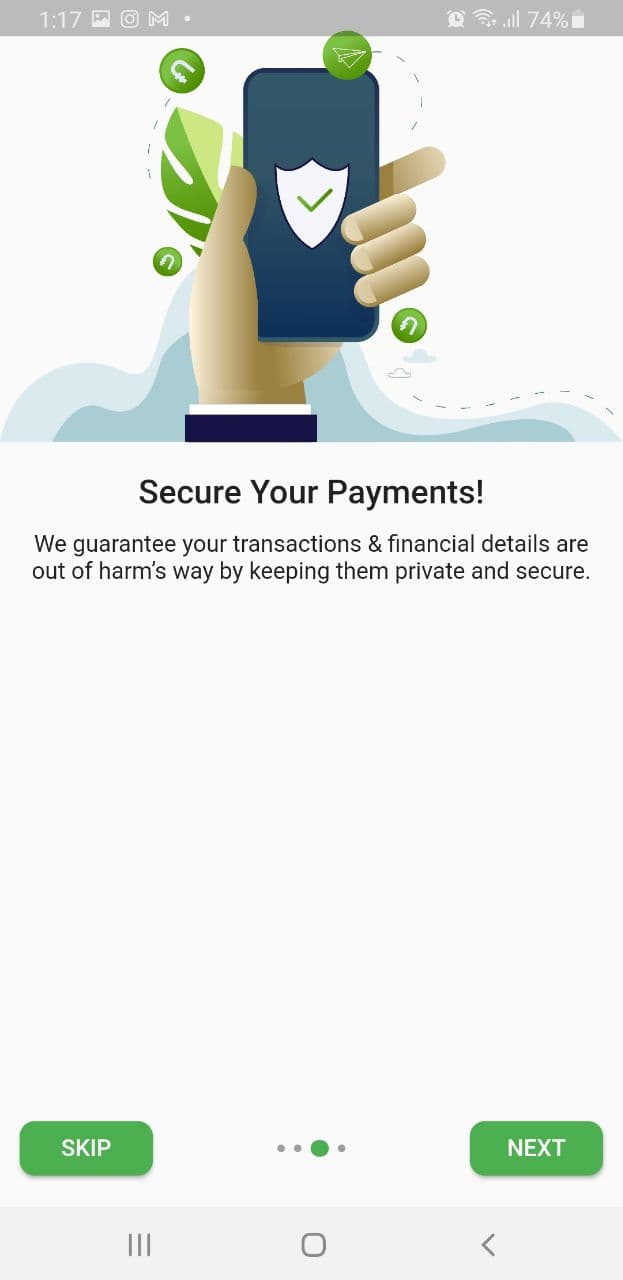 1:17 74%
Secure Your Payments!
We guarantee your transactions & financial details are
out of harm's way by keeping them private and secure.
SKIP NEXT